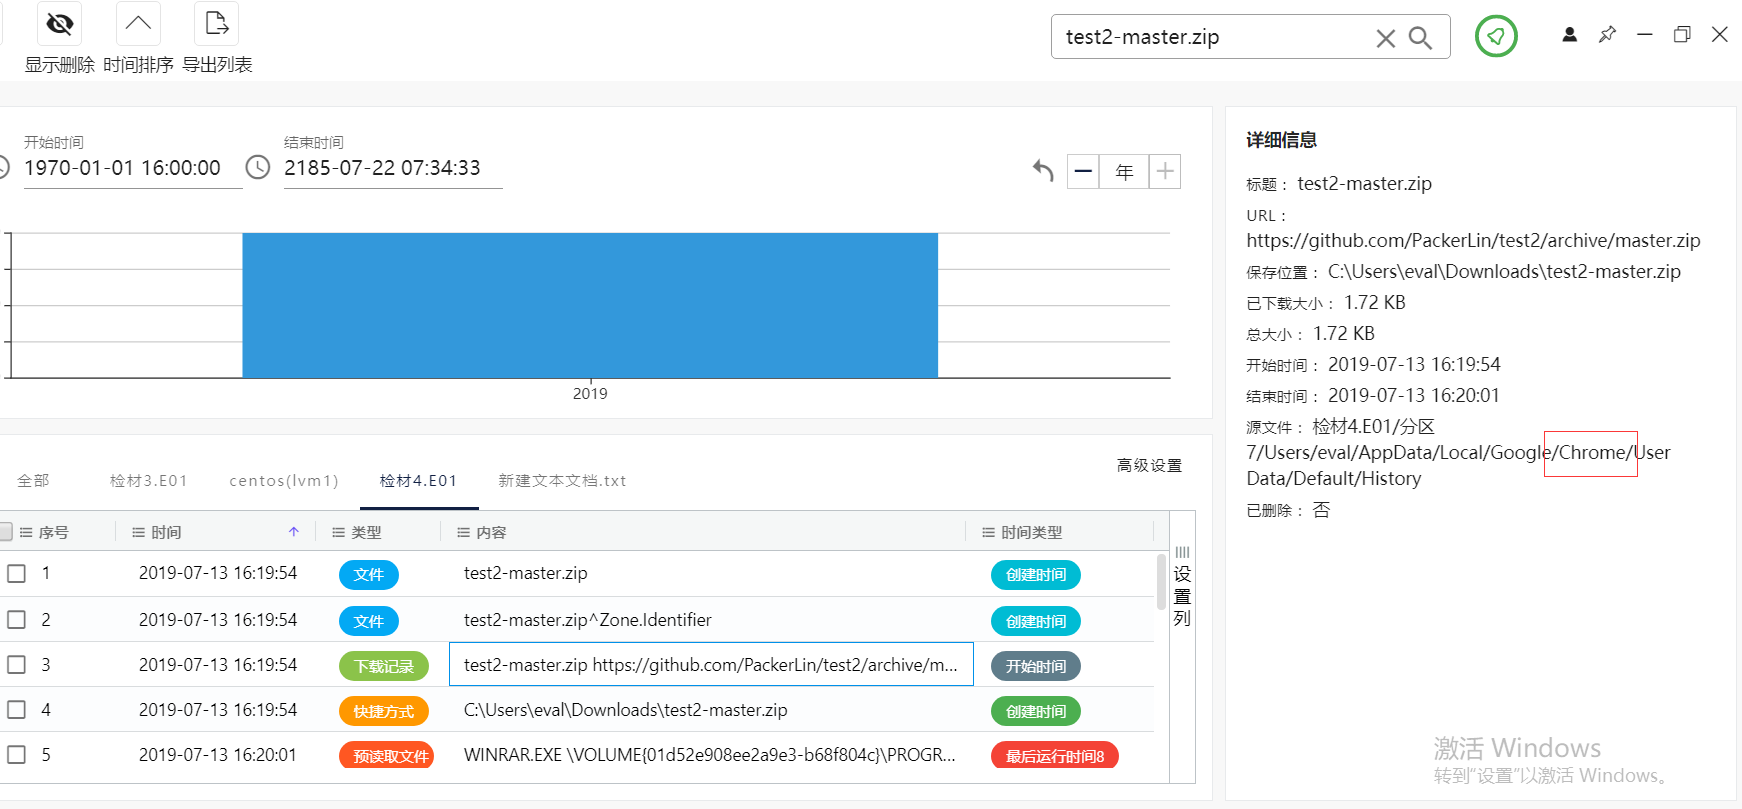 显示删除 时间排序 导出列表
test2-master.zip
开始时间
1970-01-01 16:00:00
结束时间
2185-07-22 07:34:33
年
2019
全部 检材3.E01 centos(lvm1) 检材4.E01 新建文本文档.txt
高级设置
序号 时间 类型 内容 时间类型
1 2019-07-13 16:19:54 文件 test2-master.zip 创建时间
2 2019-07-13 16:19:54 文件 test2-master.zip^Zone.Identifier 创建时间
3 2019-07-13 16:19:54 下载记录 test2-master.zip https://github.com/PackerLin/test2/archive/m... 开始时间
4 2019-07-13 16:19:54 快捷方式 C:\Users\eval\Downloads\test2-master.zip 创建时间
5 2019-07-13 16:20:01 预读取文件 WINRAR.EXE \VOLUME{01d52e908ee2a9e3-b68f804c}\PROGR... 最后运行时间8
设置列
详细信息
标题： test2-master.zip
URL：
https://github.com/PackerLin/test2/archive/master.zip
保存位置： C:\Users\eval\Downloads\test2-master.zip
已下载大小： 1.72 KB
总大小： 1.72 KB
开始时间： 2019-07-13 16:19:54
结束时间： 2019-07-13 16:20:01
源文件： 检材4.E01/分区
7/Users/eval/AppData/Local/Google/Chrome/User
Data/Default/History
已删除： 否
激活 Windows
转到“设置”以激活 Windows。